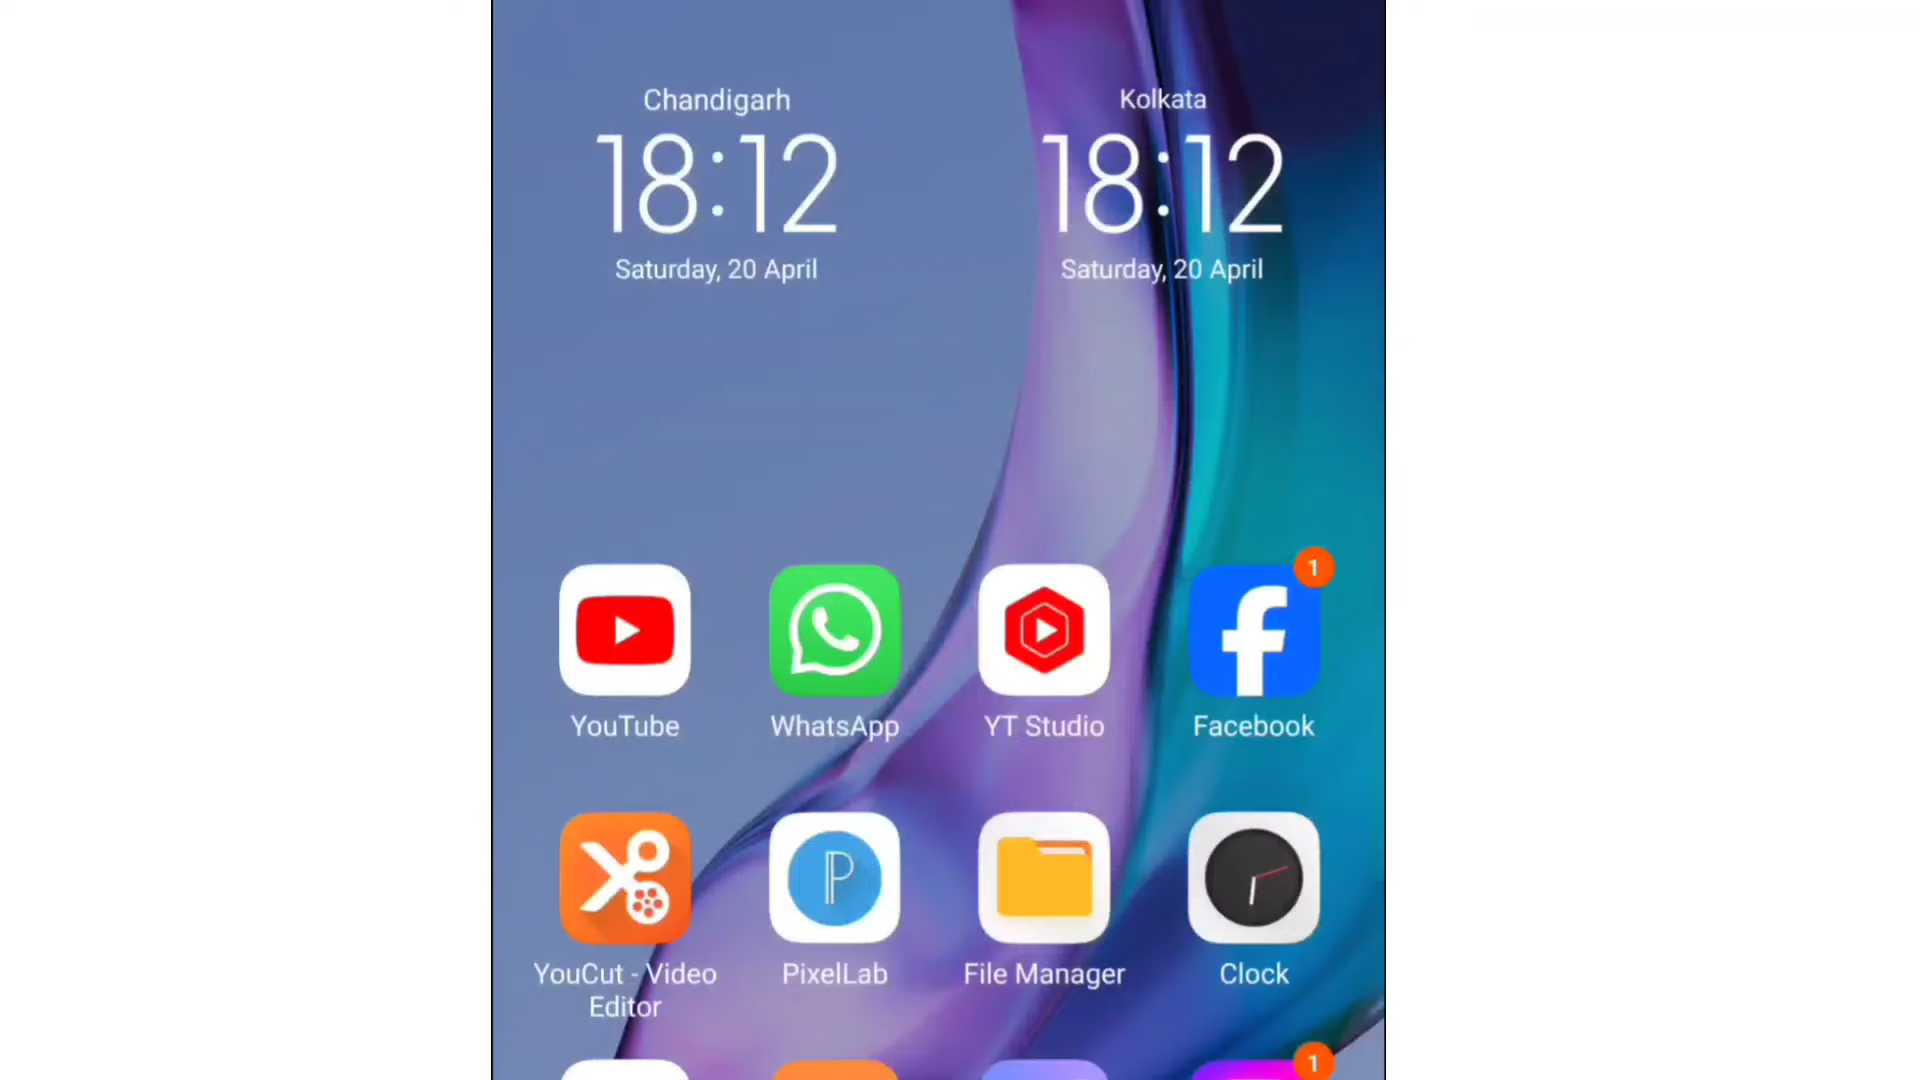 Chandigarh
18:12
Saturday, 20 April
Kolkata
18:12
Saturday, 20 April
1
YouTube
WhatsApp
YT Studio
Facebook
YouCut - Video
Editor
PixelLab
File Manager
Clock
1